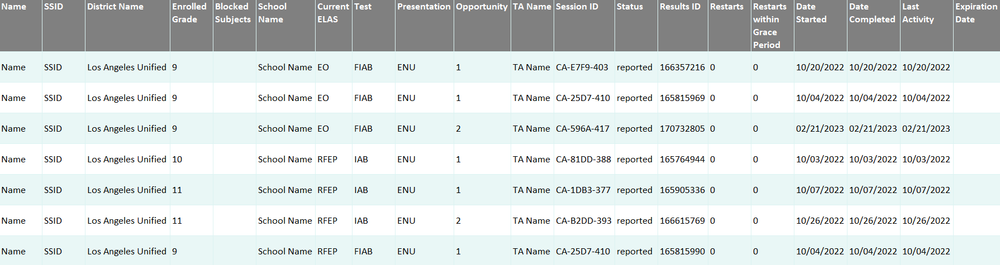 Name SSID District Name Enrolled Grade Blocked Subjects School Name Current ELAS Test Presentation Opportunity TA Name Session ID Status Results ID Restarts Restarts within Grace Period Date Started Date Completed Last Activity Expiration Date
Name SSID Los Angeles Unified 9 School Name EO FIAB ENU 1 TA Name CA-E7F9-403 reported 166357216 0 0 10/20/2022 10/20/2022 10/20/2022
Name SSID Los Angeles Unified 9 School Name EO FIAB ENU 1 TA Name CA-25D7-410 reported 165815969 0 0 10/04/2022 10/04/2022 10/04/2022
Name SSID Los Angeles Unified 9 School Name EO FIAB ENU 2 TA Name CA-596A-417 reported 170732805 0 0 02/21/2023 02/21/2023 02/21/2023
Name SSID Los Angeles Unified 10 School Name RFEP IAB ENU 1 TA Name CA-81DD-388 reported 165764944 0 0 10/03/2022 10/03/2022 10/03/2022
Name SSID Los Angeles Unified 11 School Name RFEP IAB ENU 1 TA Name CA-1DB3-377 reported 165905336 0 0 10/07/2022 10/07/2022 10/07/2022
Name SSID Los Angeles Unified 11 School Name RFEP IAB ENU 2 TA Name CA-B2DD-393 reported 166615769 0 0 10/26/2022 10/26/2022 10/26/2022
Name SSID Los Angeles Unified 9 School Name RFEP FIAB ENU 1 TA Name CA-25D7-410 reported 165815990 0 0 10/04/2022 10/04/2022 10/04/2022